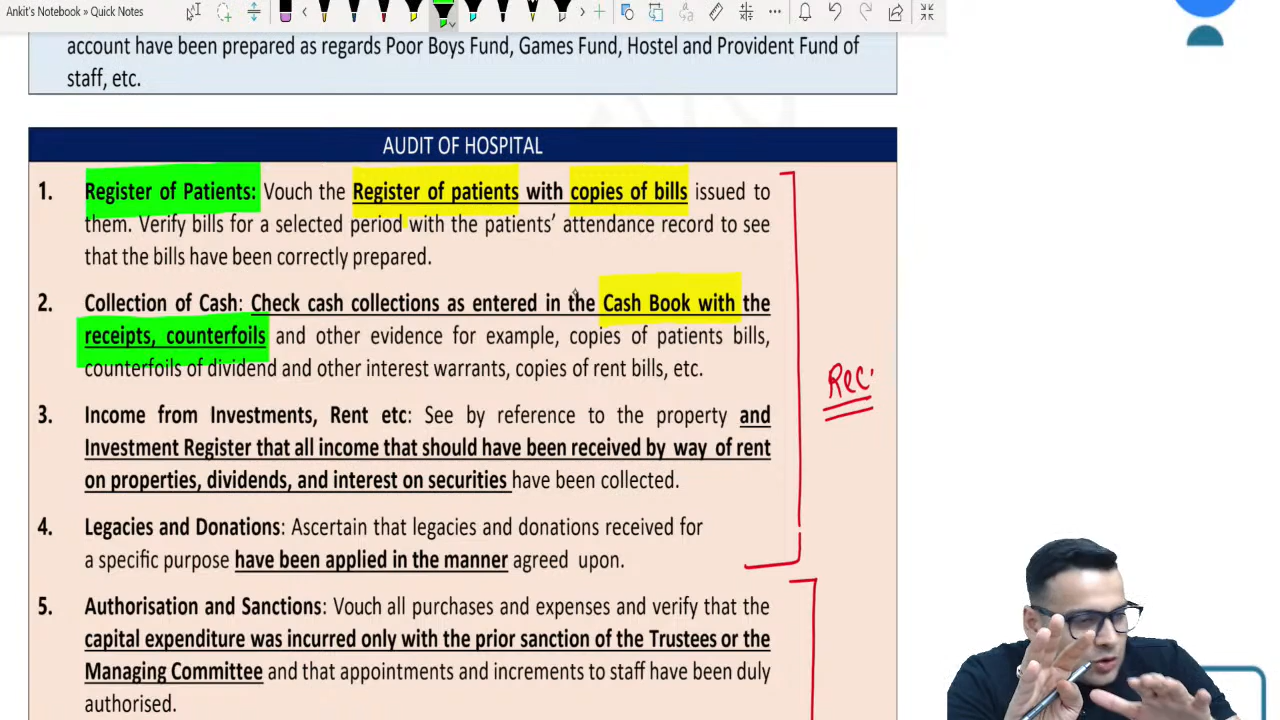 Ankit's Notebook » Quick Notes
account have been prepared as regards Poor Boys Fund, Games Fund, Hostel and Provident Fund of
staff, etc.
AUDIT OF HOSPITAL
1. Register of Patients: Vouch the Register of patients with copies of bills issued to
them. Verify bills for a selected period with the patients’ attendance record to see
that the bills have been correctly prepared.
2. Collection of Cash: Check cash collections as entered in the Cash Book with the
receipts, counterfoils and other evidence for example, copies of patients bills,
counterfoils of dividend and other interest warrants, copies of rent bills, etc.
Rec.
3. Income from Investments, Rent etc: See by reference to the property and
Investment Register that all income that should have been received by way of rent
on properties, dividends, and interest on securities have been collected.
4. Legacies and Donations: Ascertain that legacies and donations received for
a specific purpose have been applied in the manner agreed upon.
5. Authorisation and Sanctions: Vouch all purchases and expenses and verify that the
capital expenditure was incurred only with the prior sanction of the Trustees or the
Managing Committee and that appointments and increments to staff have been duly
authorised.